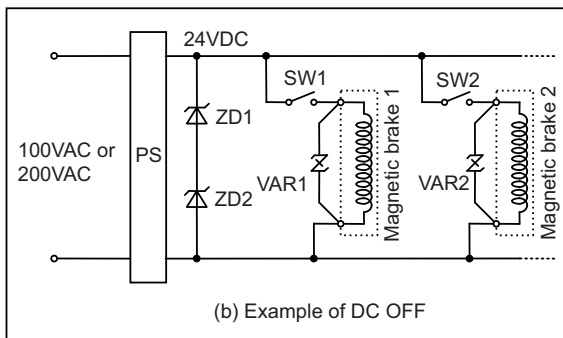 24VDC
SW1
SW2
ZD1
PS
100VAC or
200VAC
VAR1
Magnetic brake 1
VAR2
Magnetic brake 2
ZD2
(b) Example of DC OFF